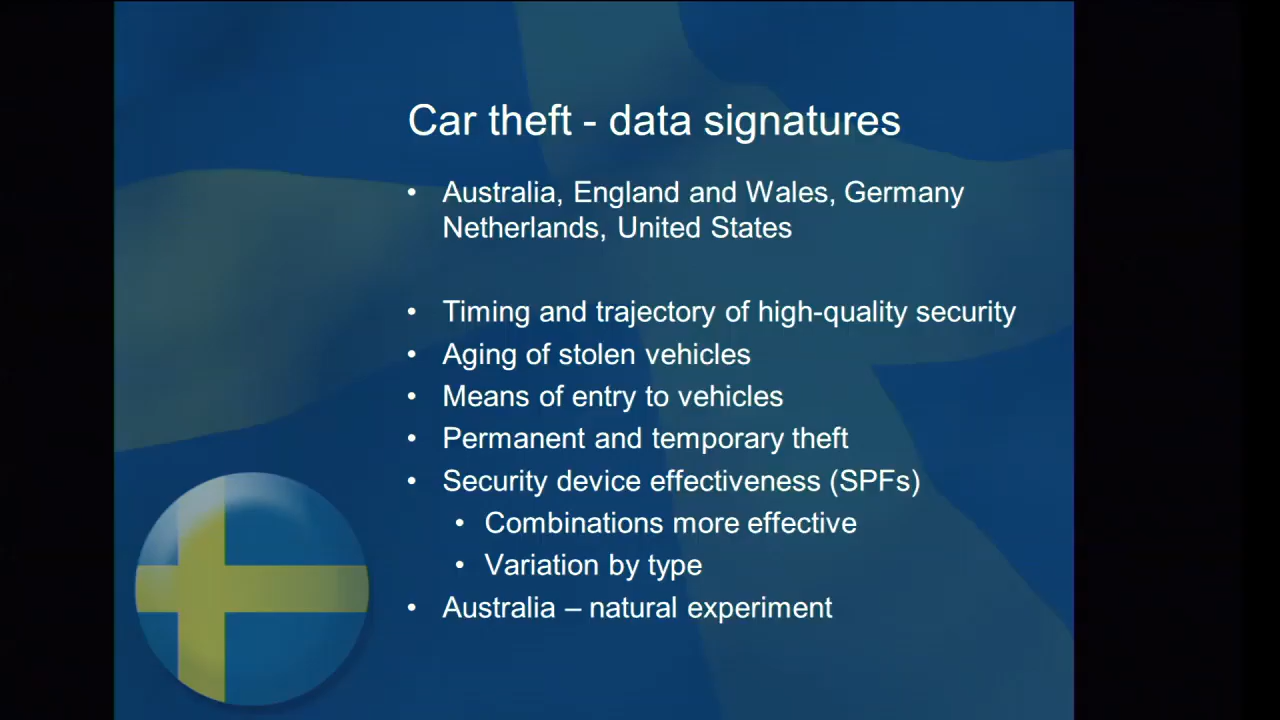 Car theft - data signatures
• Australia, England and Wales, Germany
Netherlands, United States
• Timing and trajectory of high-quality security
• Aging of stolen vehicles
• Means of entry to vehicles
• Permanent and temporary theft
• Security device effectiveness (SPFs)
• Combinations more effective
• Variation by type
• Australia – natural experiment